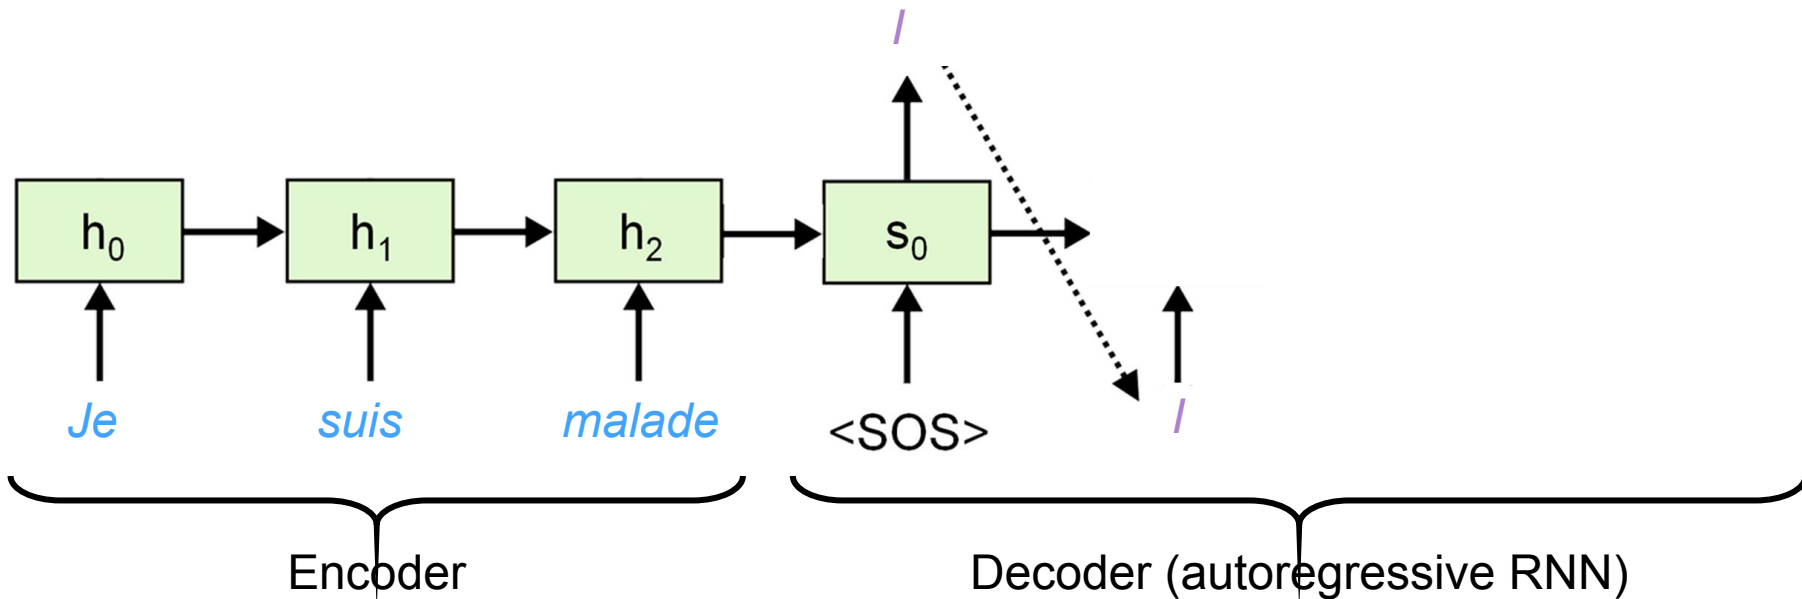 I
h0 h1 h2 s0
Je suis malade <SOS> I
Encoder Decoder (autoregressive RNN)